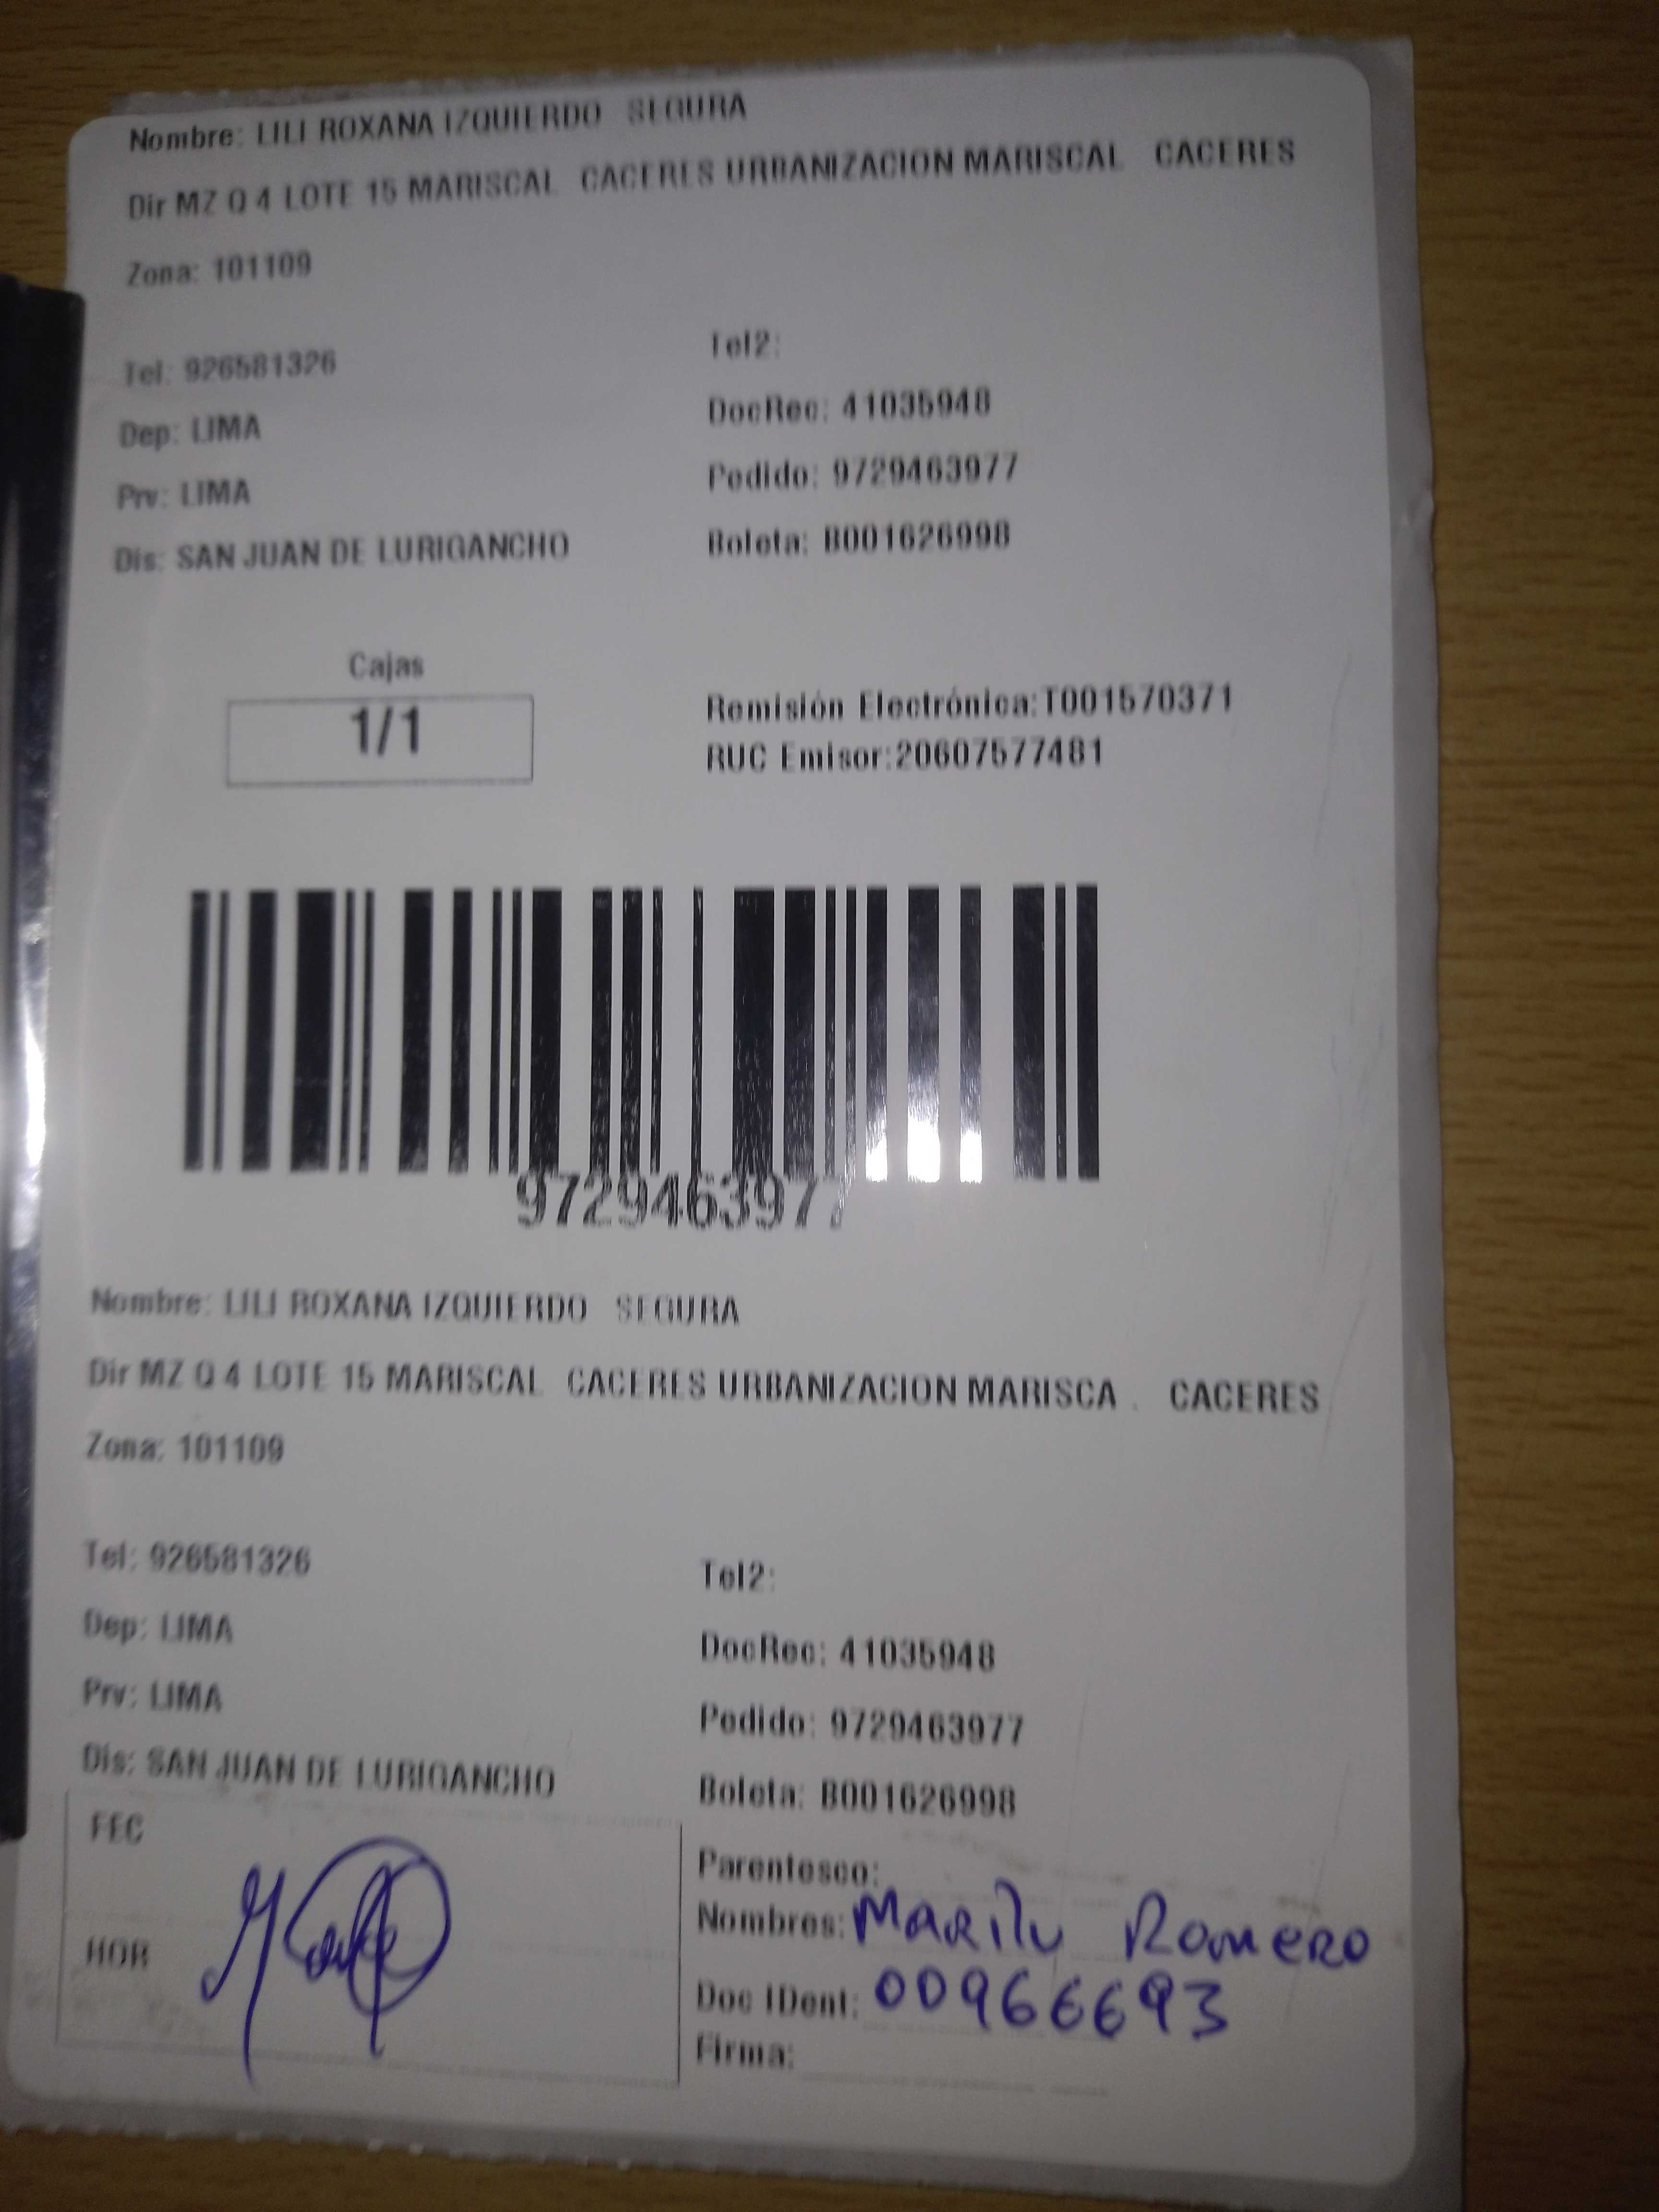 Nombre: LILI ROXANA IZQUIERDO SEGURA
Dir MZ Q 4 LOTE 15 MARISCAL CACERES URBANIZACION MARISCAL CACERES
Zona: 101109
Tel: 926581326 Tel2:
Dep: LIMA DocRec: 41035948
Prv: LIMA Pedido: 9729463977
Dis: SAN JUAN DE LURIGANCHO Boleta: B001626998
Cajas
1/1
Remisión Electrónica:T001570371
RUC Emisor:20607577481
9729463977
Nombre: LILI ROXANA IZQUIERDO SEGURA
Dir MZ Q 4 LOTE 15 MARISCAL CACERES URBANIZACION MARISCA . CACERES
Zona: 101109
Tel: 926581326 Tel2:
Dep: LIMA DocRec: 41035948
Prv: LIMA Pedido: 9729463977
Dis: SAN JUAN DE LURIGANCHO Boleta: B001626998
FEC
HOR
Parentesco:
Nombres: Marilu Romero
Doc IDent: 00966693
Firma: